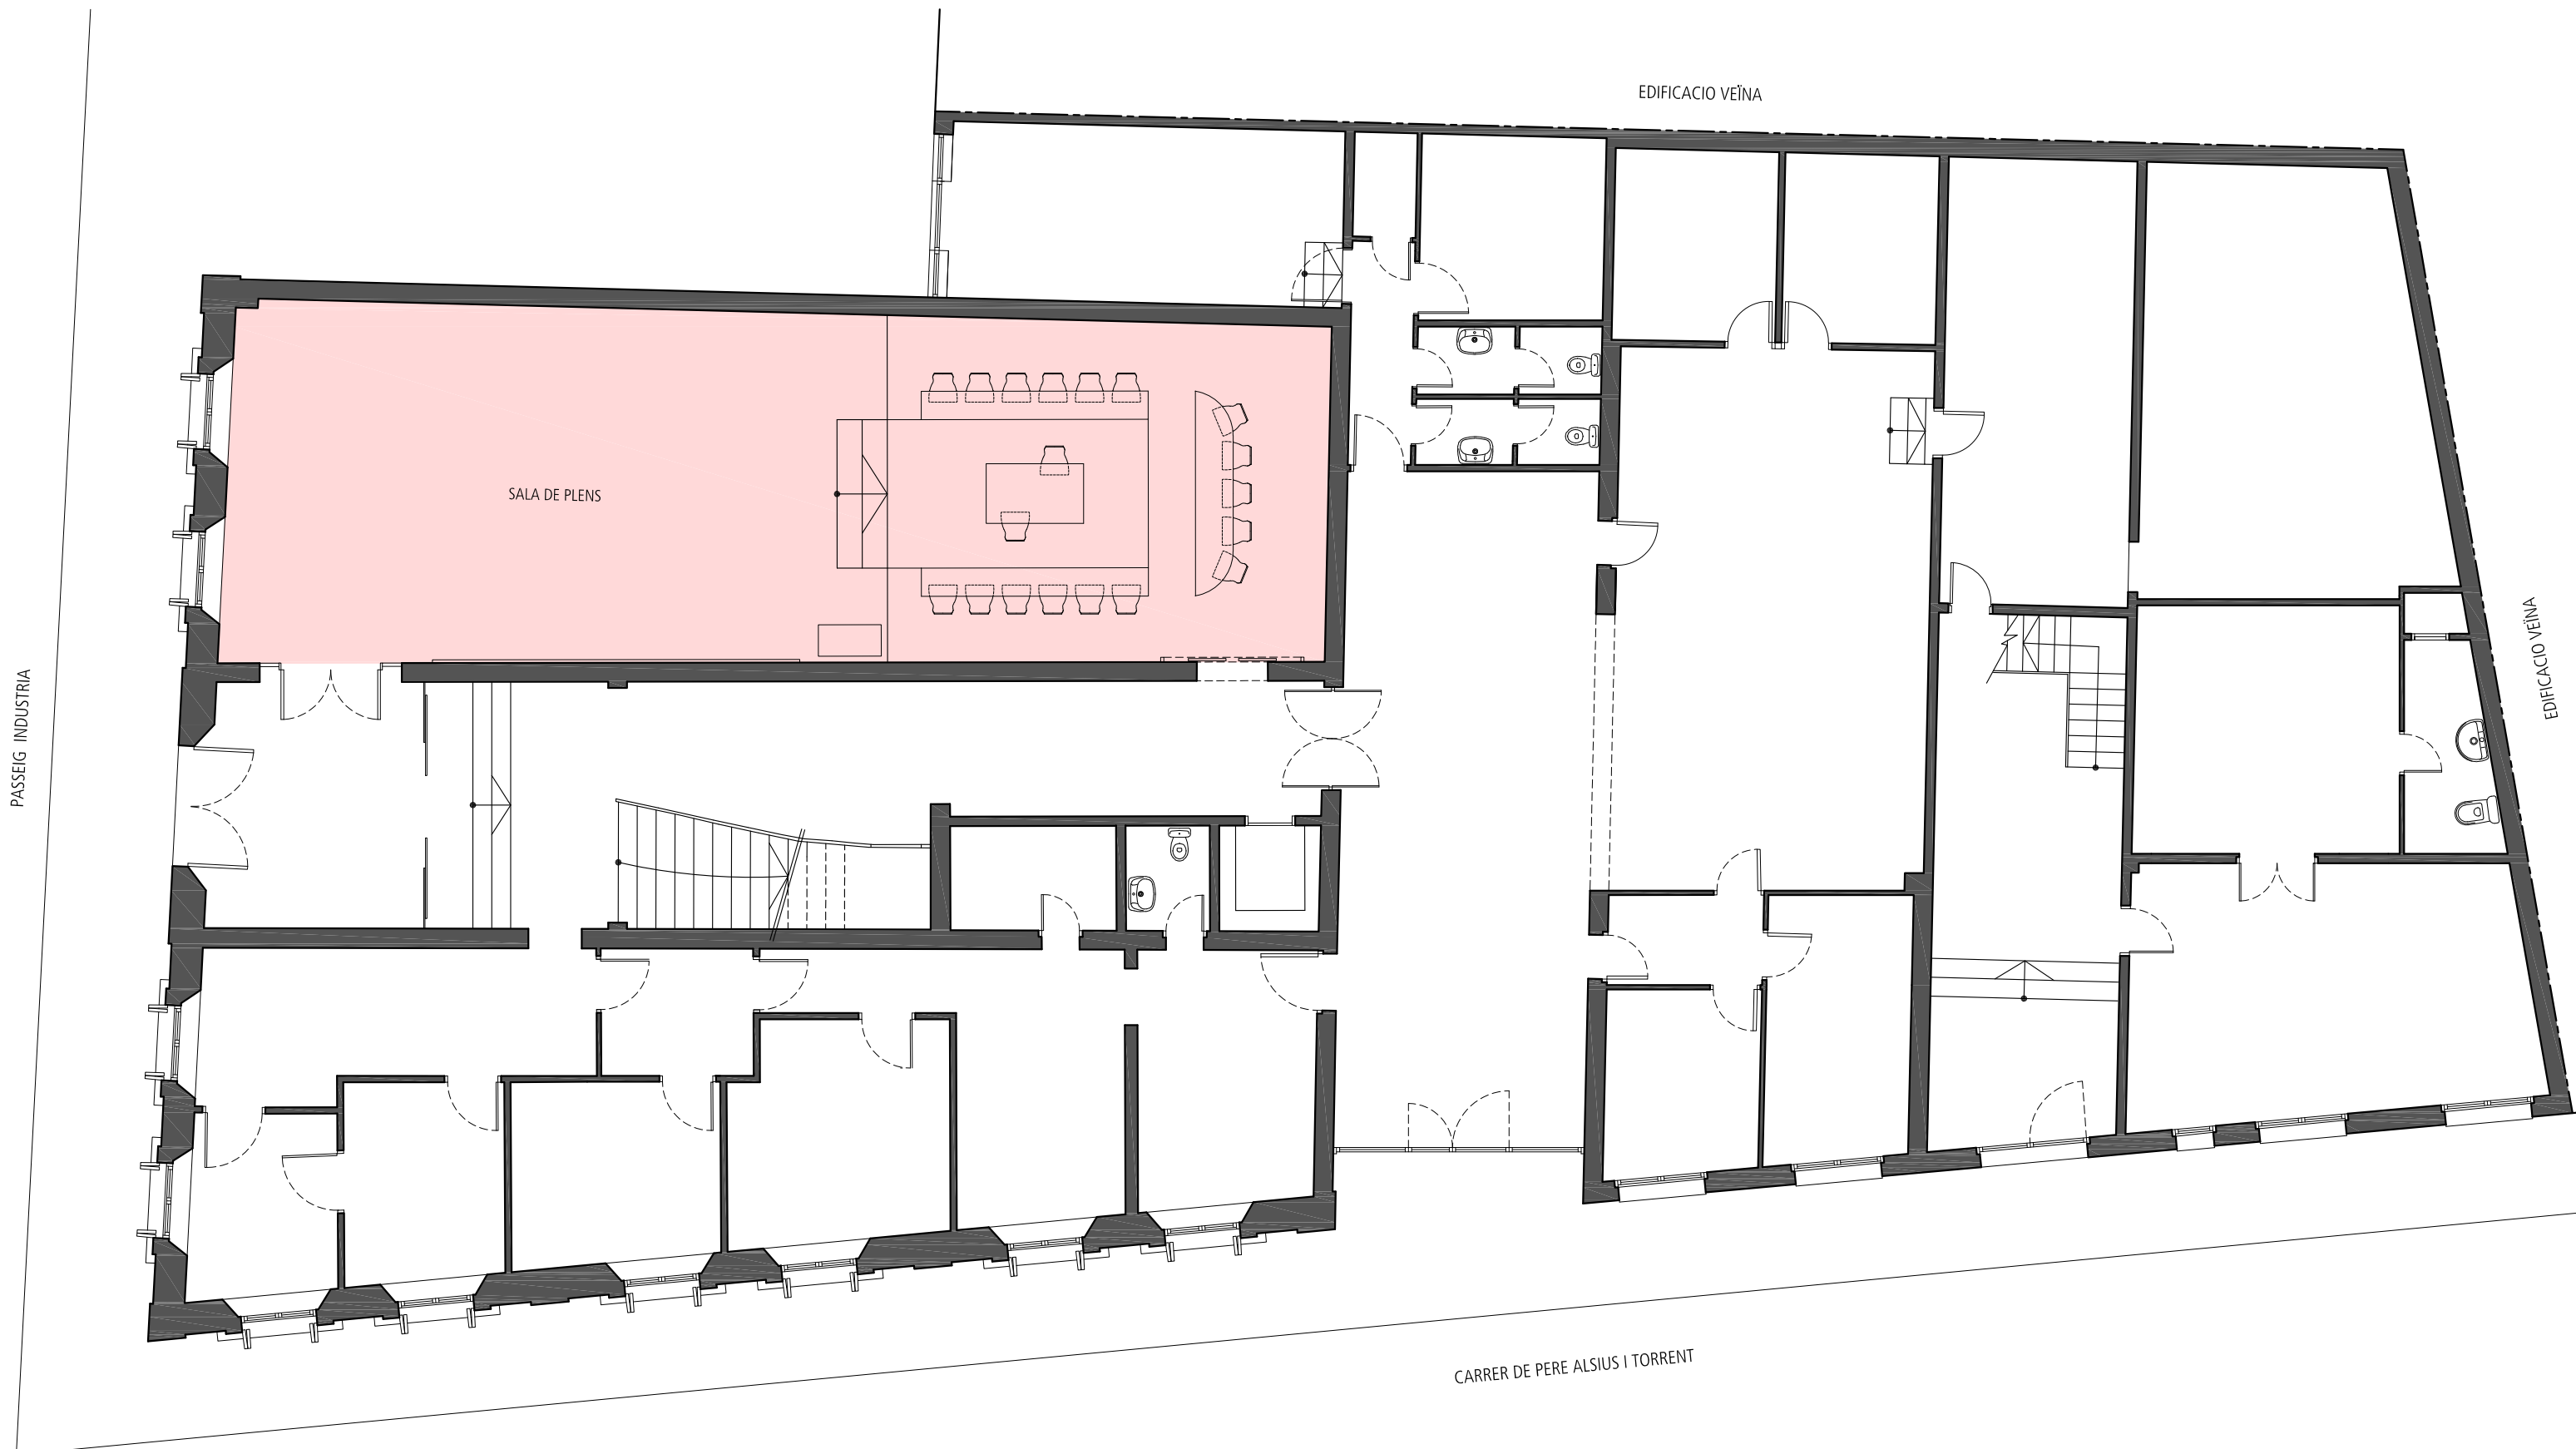 EDIFICACIO VEÏNA
SALA DE PLENS
PASSEIG INDUSTRIA
EDIFICACIO VEÏNA
CARRER DE PERE ALSIUS I TORRENT